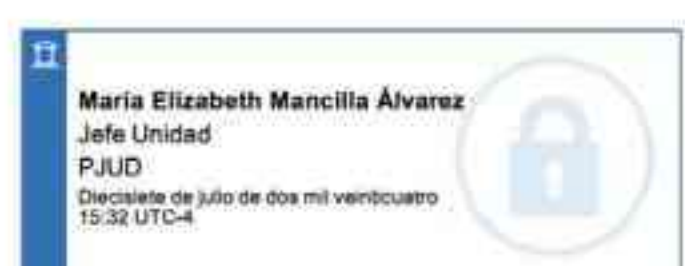 María Elizabeth Mancilla Álvarez
Jefe Unidad
PJUD
Diecisiete de julio de dos mil veinticuatro
15:32 UTC-4